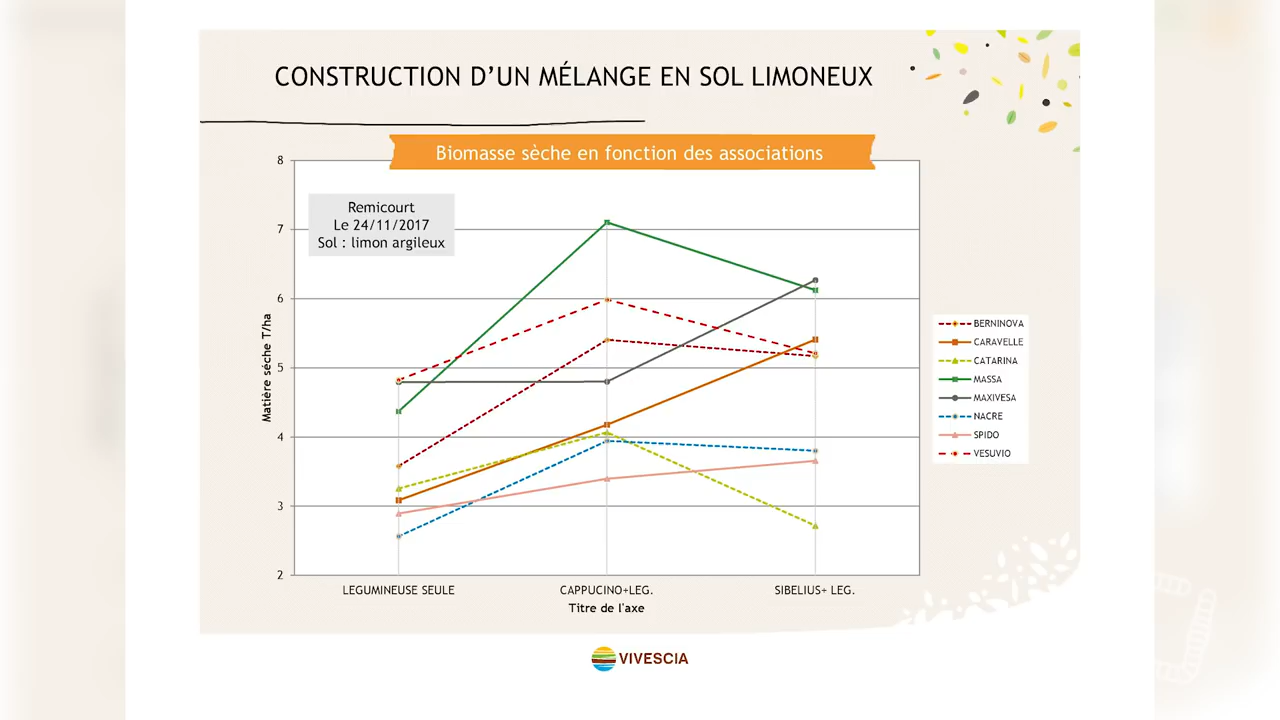 CONSTRUCTION D'UN MÉLANGE EN SOL LIMONEUX
Biomasse sèche en fonction des associations
Remicourt
Le 24/11/2017
Sol : limon argileux
Matière séche T/ha
8
7
6
5
4
3
2
LEGUMINEUSE SEULE
CAPPUCINO+LEG.
SIBELIUS+ LEG.
Titre de l'axe
BERNINOVA
CARAVELLE
CATARINA
MASSA
MAXIVESA
NACRE
SPIDO
VESUVIO
VIVESCIA